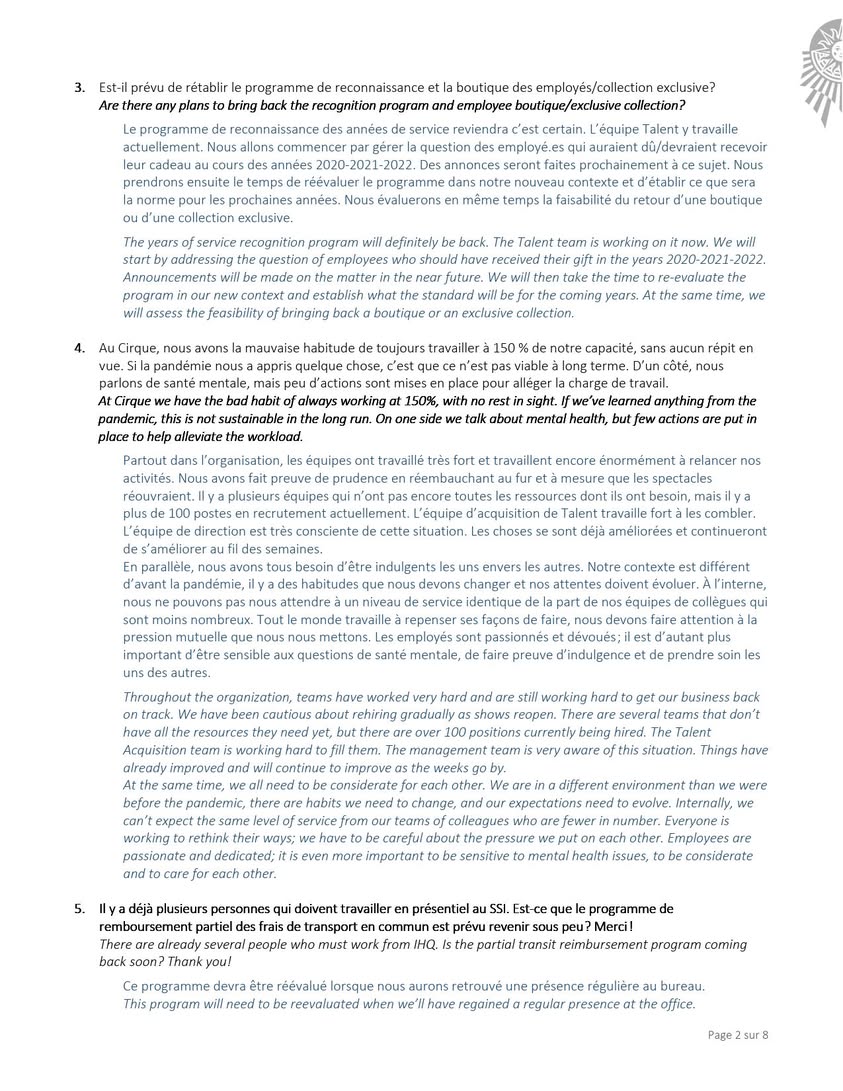 3. Est-il prévu de rétablir le programme de reconnaissance et la boutique des employés/collection exclusive?
Are there any plans to bring back the recognition program and employee boutique/exclusive collection?
Le programme de reconnaissance des années de service reviendra c’est certain. L’équipe Talent y travaille
actuellement. Nous allons commencer par gérer la question des employé.es qui auraient dû/devraient recevoir
leur cadeau au cours des années 2020-2021-2022. Des annonces seront faites prochainement à ce sujet. Nous
prendrons ensuite le temps de réévaluer le programme dans notre nouveau contexte et d’établir ce que sera
la norme pour les prochaines années. Nous évaluerons en même temps la faisabilité du retour d’une boutique
ou d’une collection exclusive.
The years of service recognition program will definitely be back. The Talent team is working on it now. We will
start by addressing the question of employees who should have received their gift in the years 2020-2021-2022.
Announcements will be made on the matter in the near future. We will then take the time to re-evaluate the
program in our new context and establish what the standard will be for the coming years. At the same time, we
will assess the feasibility of bringing back a boutique or an exclusive collection.
4. Au Cirque, nous avons la mauvaise habitude de toujours travailler à 150 % de notre capacité, sans aucun répit en
vue. Si la pandémie nous a appris quelque chose, c’est que ce n’est pas viable à long terme. D’un côté, nous
parlons de santé mentale, mais peu d’actions sont mises en place pour alléger la charge de travail.
At Cirque we have the bad habit of always working at 150%, with no rest in sight. If we’ve learned anything from the
pandemic, this is not sustainable in the long run. On one side we talk about mental health, but few actions are put in
place to help alleviate the workload.
Partout dans l’organisation, les équipes ont travaillé très fort et travaillent encore énormément à relancer nos
activités. Nous avons fait preuve de prudence en réembauchant au fur et à mesure que les spectacles
réouvraient. Il y a plusieurs équipes qui n’ont pas encore toutes les ressources dont ils ont besoin, mais il y a
plus de 100 postes en recrutement actuellement. L’équipe d’acquisition de Talent travaille fort à les combler.
L’équipe de direction est très consciente de cette situation. Les choses se sont déjà améliorées et continueront
de s’améliorer au fil des semaines.
En parallèle, nous avons tous besoin d’être indulgents les uns envers les autres. Notre contexte est différent
d’avant la pandémie, il y a des habitudes que nous devons changer et nos attentes doivent évoluer. À l’interne,
nous ne pouvons pas nous attendre à un niveau de service identique de la part de nos équipes de collègues qui
sont moins nombreux. Tout le monde travaille à repenser ses façons de faire, nous devons faire attention à la
pression mutuelle que nous nous mettons. Les employés sont passionnés et dévoués ; il est d’autant plus
important d’être sensible aux questions de santé mentale, de faire preuve d’indulgence et de prendre soin les
uns des autres.
Throughout the organization, teams have worked very hard and are still working hard to get our business back
on track. We have been cautious about rehiring gradually as shows reopen. There are several teams that don’t
have all the resources they need yet, but there are over 100 positions currently being hired. The Talent
Acquisition team is working hard to fill them. The management team is very aware of this situation. Things have
already improved and will continue to improve as the weeks go by.
At the same time, we all need to be considerate for each other. We are in a different environment than we were
before the pandemic, there are habits we need to change, and our expectations need to evolve. Internally, we
can’t expect the same level of service from our teams of colleagues who are fewer in number. Everyone is
working to rethink their ways; we have to be careful about the pressure we put on each other. Employees are
passionate and dedicated; it is even more important to be sensitive to mental health issues, to be considerate
and to care for each other.
5. Il y a déjà plusieurs personnes qui doivent travailler en présentiel au SSI. Est-ce que le programme de
remboursement partiel des frais de transport en commun est prévu revenir sous peu ? Merci !
There are already several people who must work from IHQ. Is the partial transit reimbursement program coming
back soon? Thank you!
Ce programme devra être réévalué lorsque nous aurons retrouvé une présence régulière au bureau.
This program will need to be reevaluated when we’ll have regained a regular presence at the office.
Page 2 sur 8